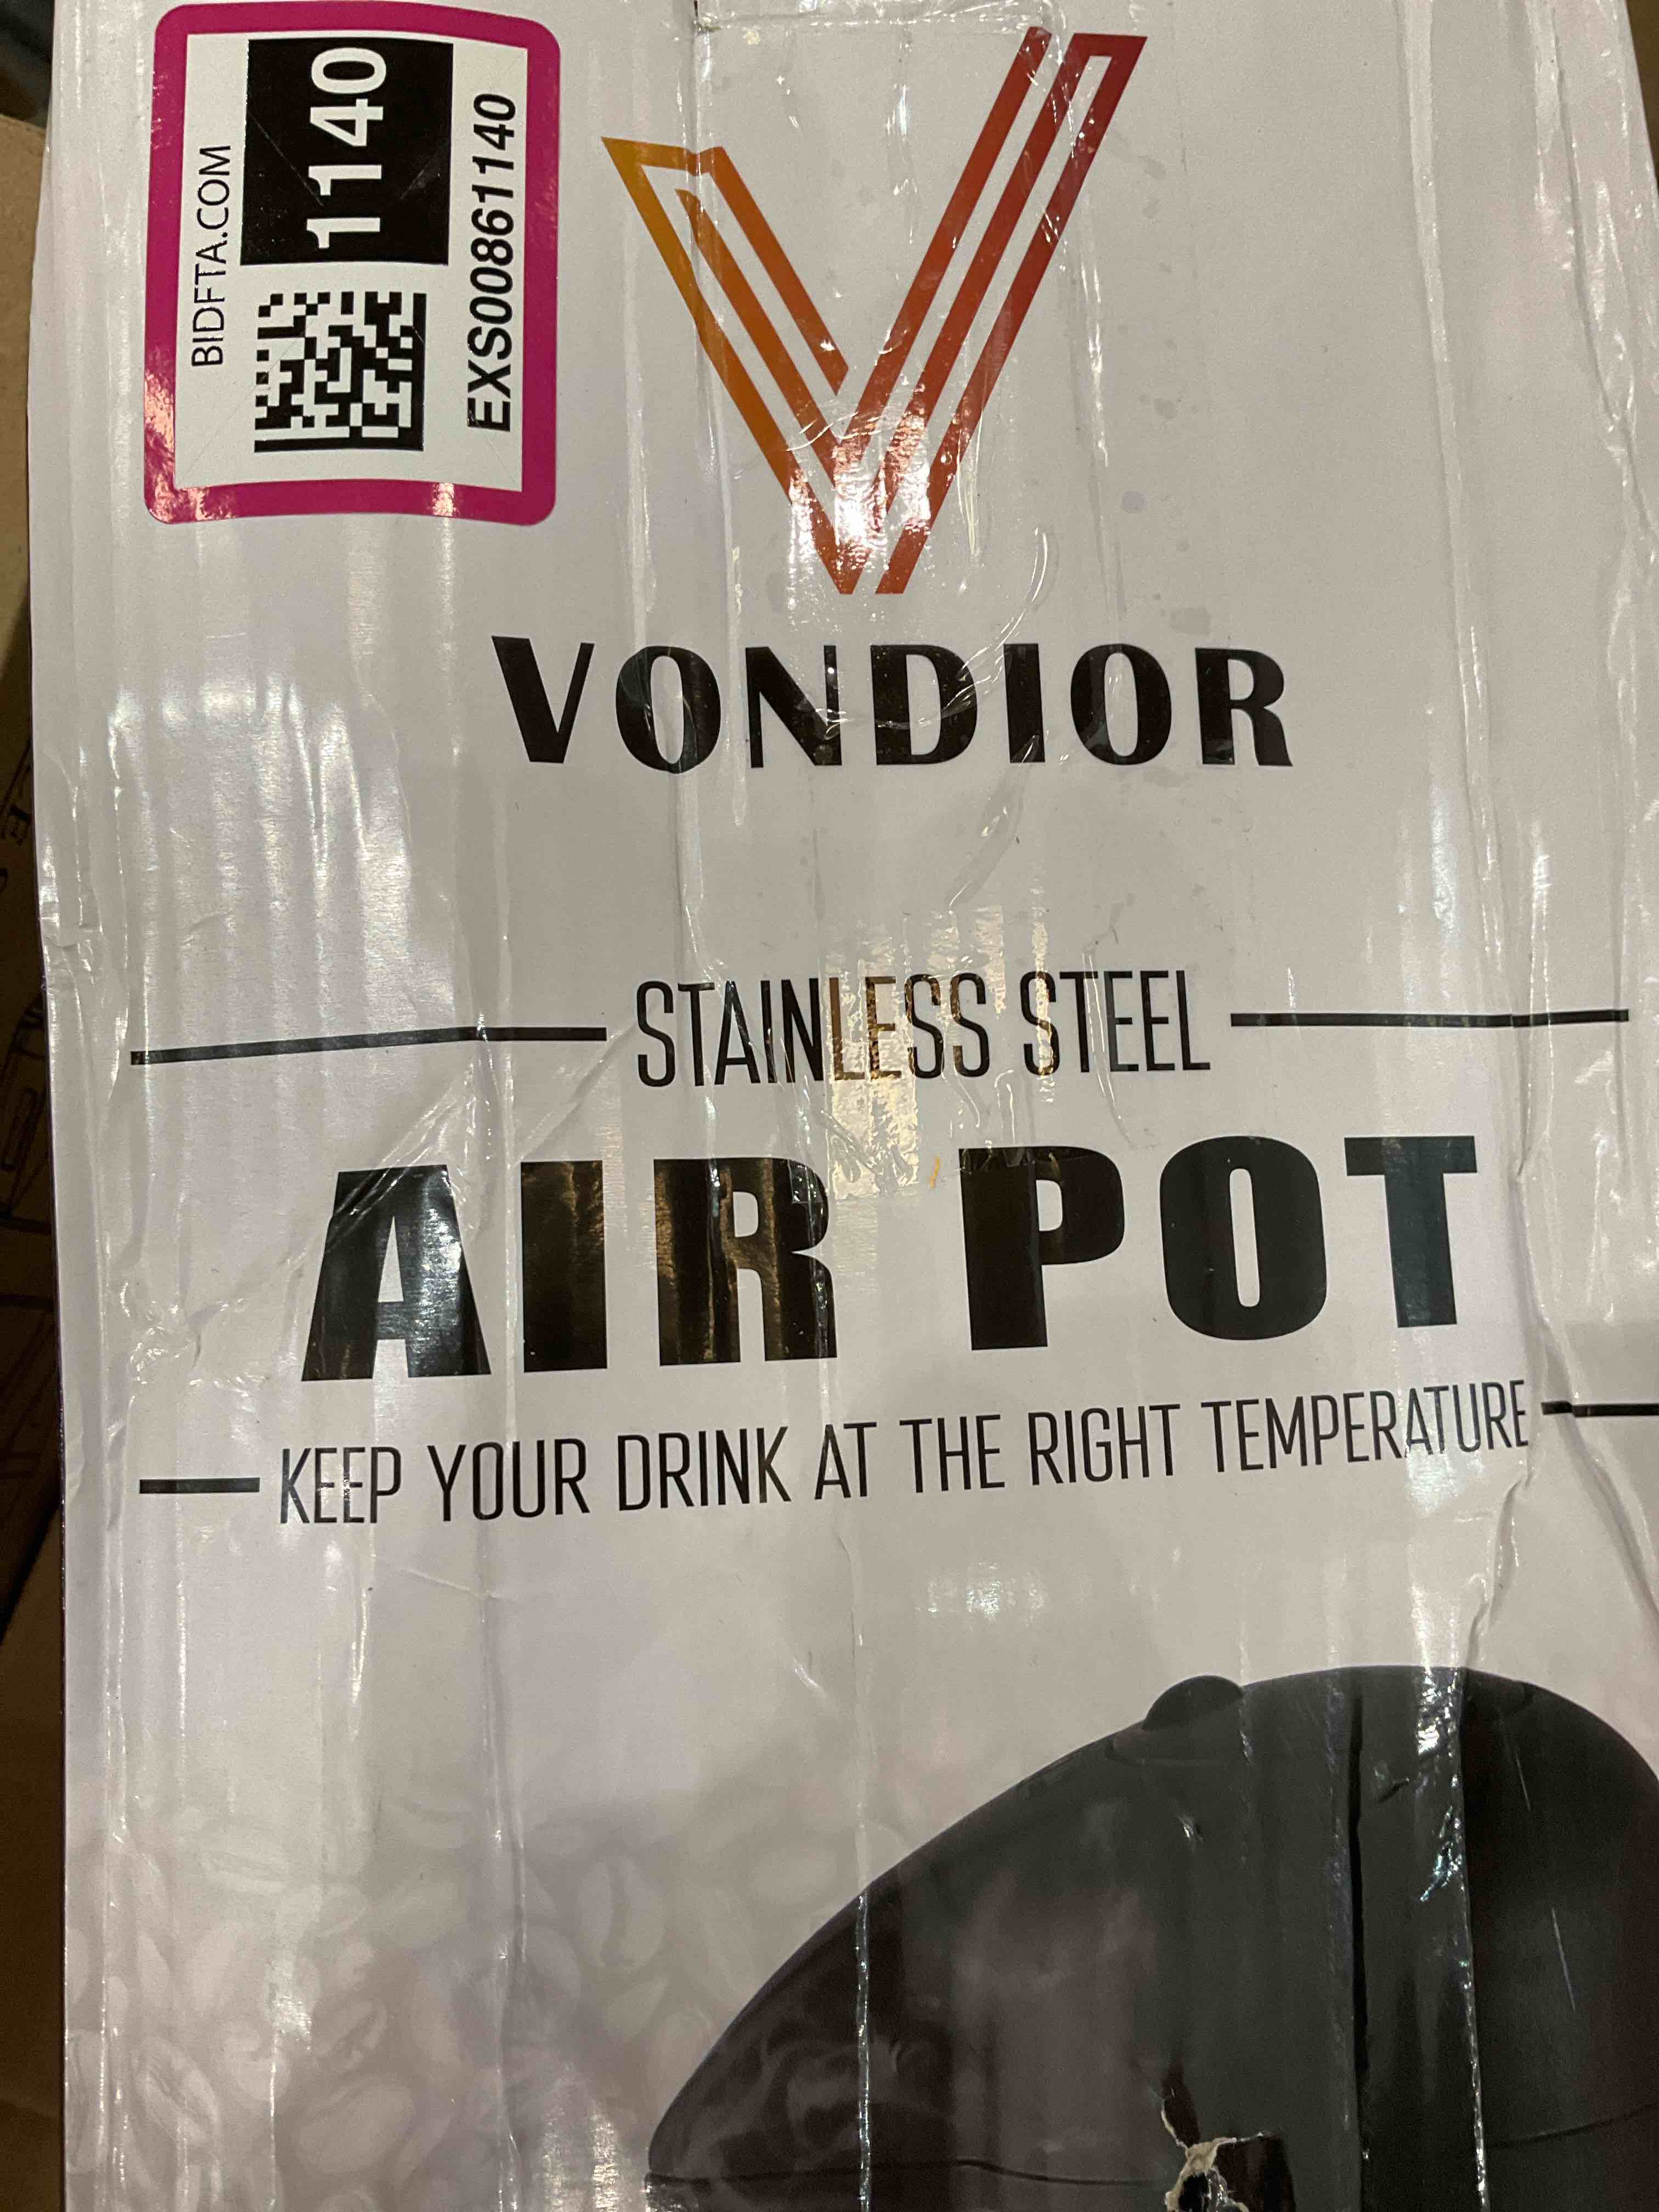 BIDFTA.COM
1140
EXS00861140
VONDIOR
STAINLESS STEEL
AIR POT
KEEP YOUR DRINK AT THE RIGHT TEMPERATURE